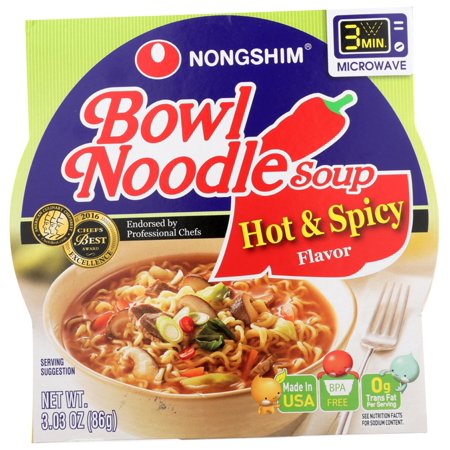 NONGSHIM®
3 MIN.
MICROWAVE
Bowl
Noodle Soup
Hot & Spicy
Flavor
2016
CHEFS
BEST
AWARD
EXCELLENCE
Endorsed by
Professional Chefs
SERVING
SUGGESTION
NET WT.
3.03 OZ (86g)
Made In
USA
BPA
FREE
0g
Trans Fat
Per Serving
SEE NUTRITION FACTS
FOR SODIUM CONTENT.